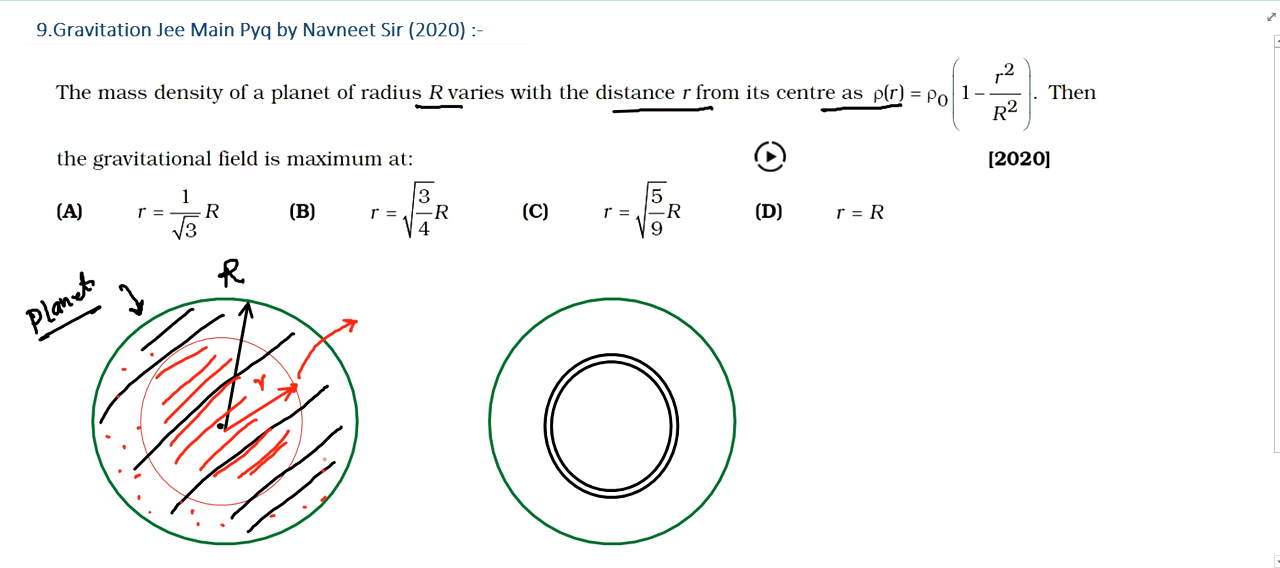 9.Gravitation Jee Main Pyq by Navneet Sir (2020) :-
The mass density of a planet of radius R varies with the distance r from its centre as ρ(r) = ρ₀(1 − r²/R²). Then
the gravitational field is maximum at: [2020]
(A) r = 1/√3 R (B) r = √(3/4) R (C) r = √(5/9) R (D) r = R
Planet R
r